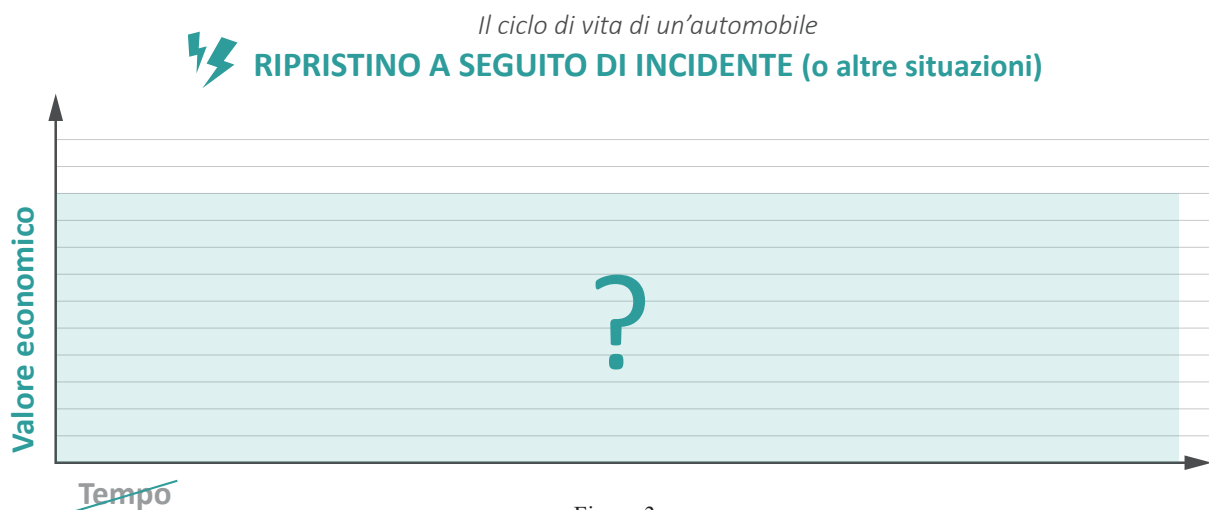 Il ciclo di vita di un’automobile
RIPRISTINO A SEGUITO DI INCIDENTE (o altre situazioni)
Valore economico
?
Tempo